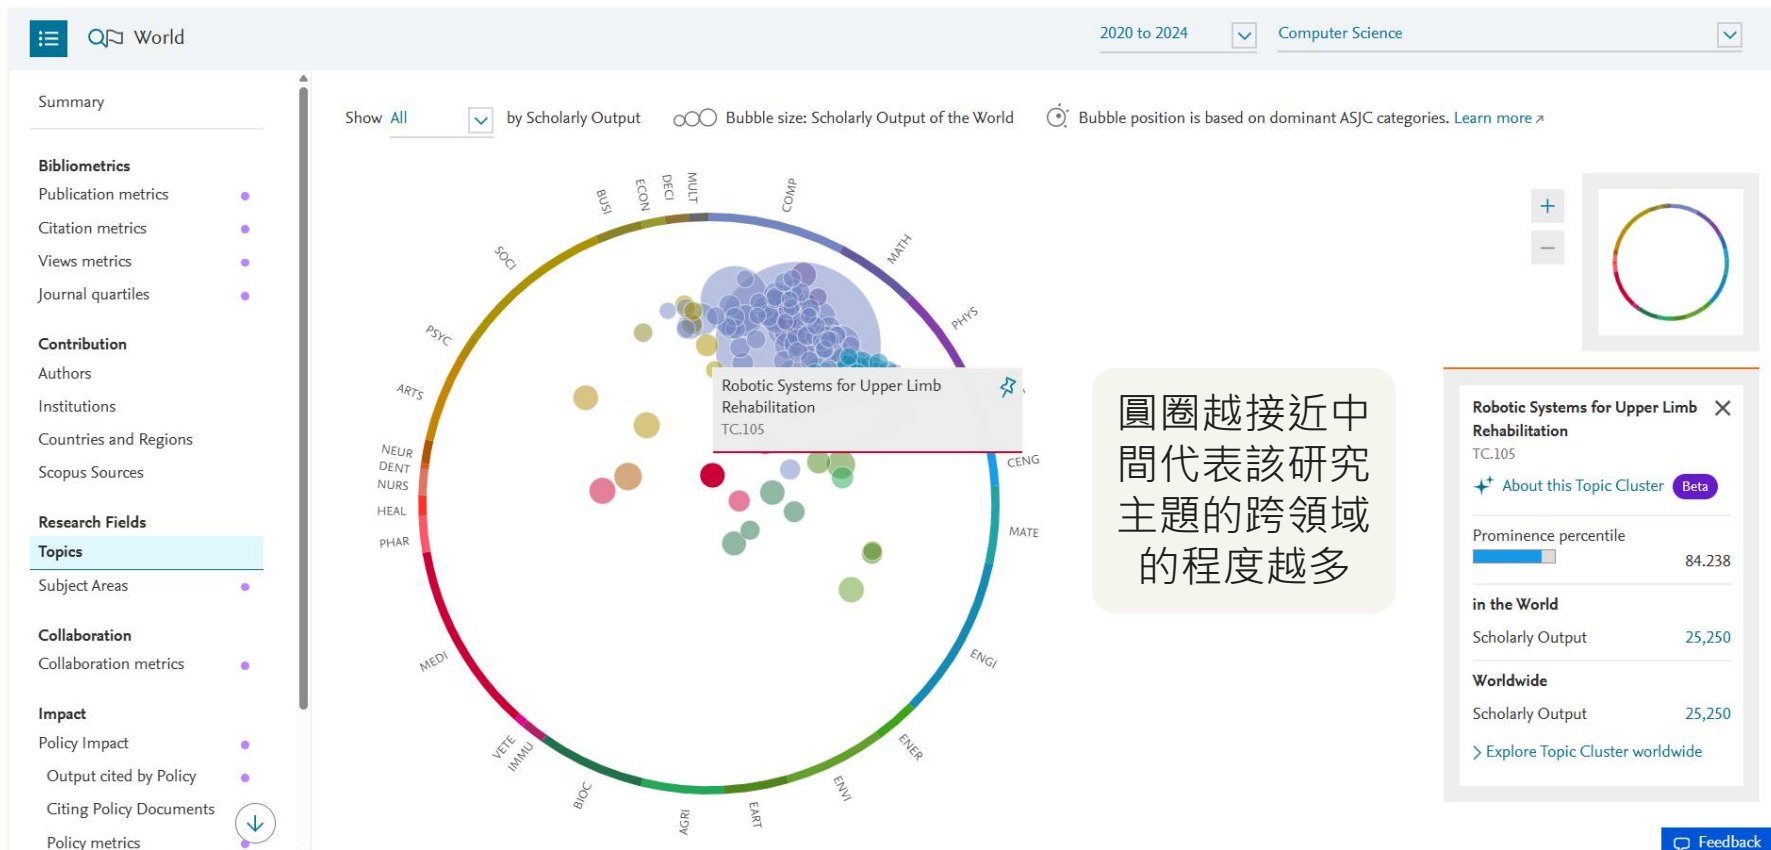 World
2020 to 2024
Computer Science
Summary
Bibliometrics
Publication metrics
Citation metrics
Views metrics
Journal quartiles
Contribution
Authors
Institutions
Countries and Regions
Scopus Sources
Research Fields
Topics
Subject Areas
Collaboration
Collaboration metrics
Impact
Policy Impact
Output cited by Policy
Citing Policy Documents
Policy metrics
Show All by Scholarly Output
Bubble size: Scholarly Output of the World
Bubble position is based on dominant ASJC categories. Learn more
MULT
COMP
MATH
PHYS
CENG
MATE
ENGI
ENER
ENVI
EART
AGRI
BIOC
IMMU
VETE
MEDI
PHAR
HEAL
NURS
DENT
NEUR
ARTS
PSYC
SOCI
BUSI
ECON
DECI
Robotic Systems for Upper Limb
Rehabilitation
TC.105
圓圈越接近中
間代表該研究
主題的跨領域
的程度越多
Robotic Systems for Upper Limb
Rehabilitation
TC.105
About this Topic Cluster Beta
Prominence percentile
84.238
in the World
Scholarly Output 25,250
Worldwide
Scholarly Output 25,250
Explore Topic Cluster worldwide
Feedback